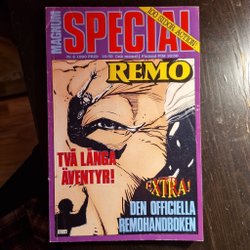 MAGNUM
SPECIAL
REMO
TVÅ LÅNGA
ÄVENTYR!
EXTRA!
DEN OFFICIELLA
REMOHANDBOKEN